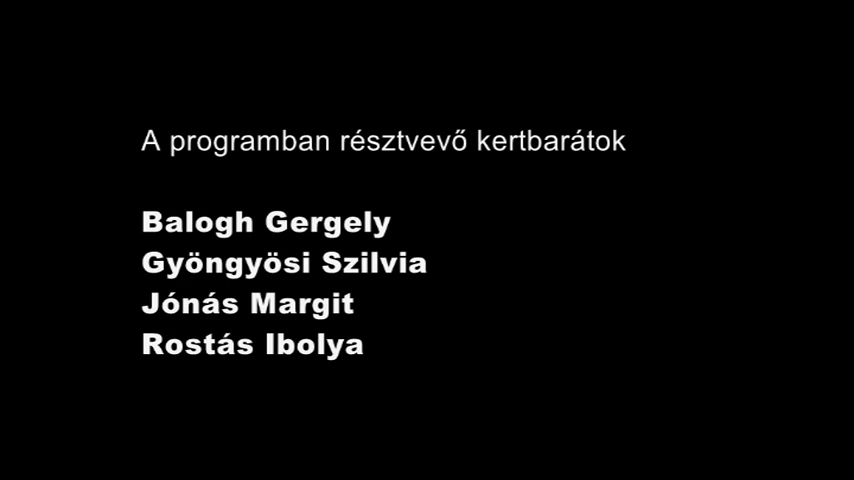 A programban résztvevő kertbarátok
Balogh Gergely
Gyöngyösi Szilvia
Jónás Margit
Rostás Ibolya